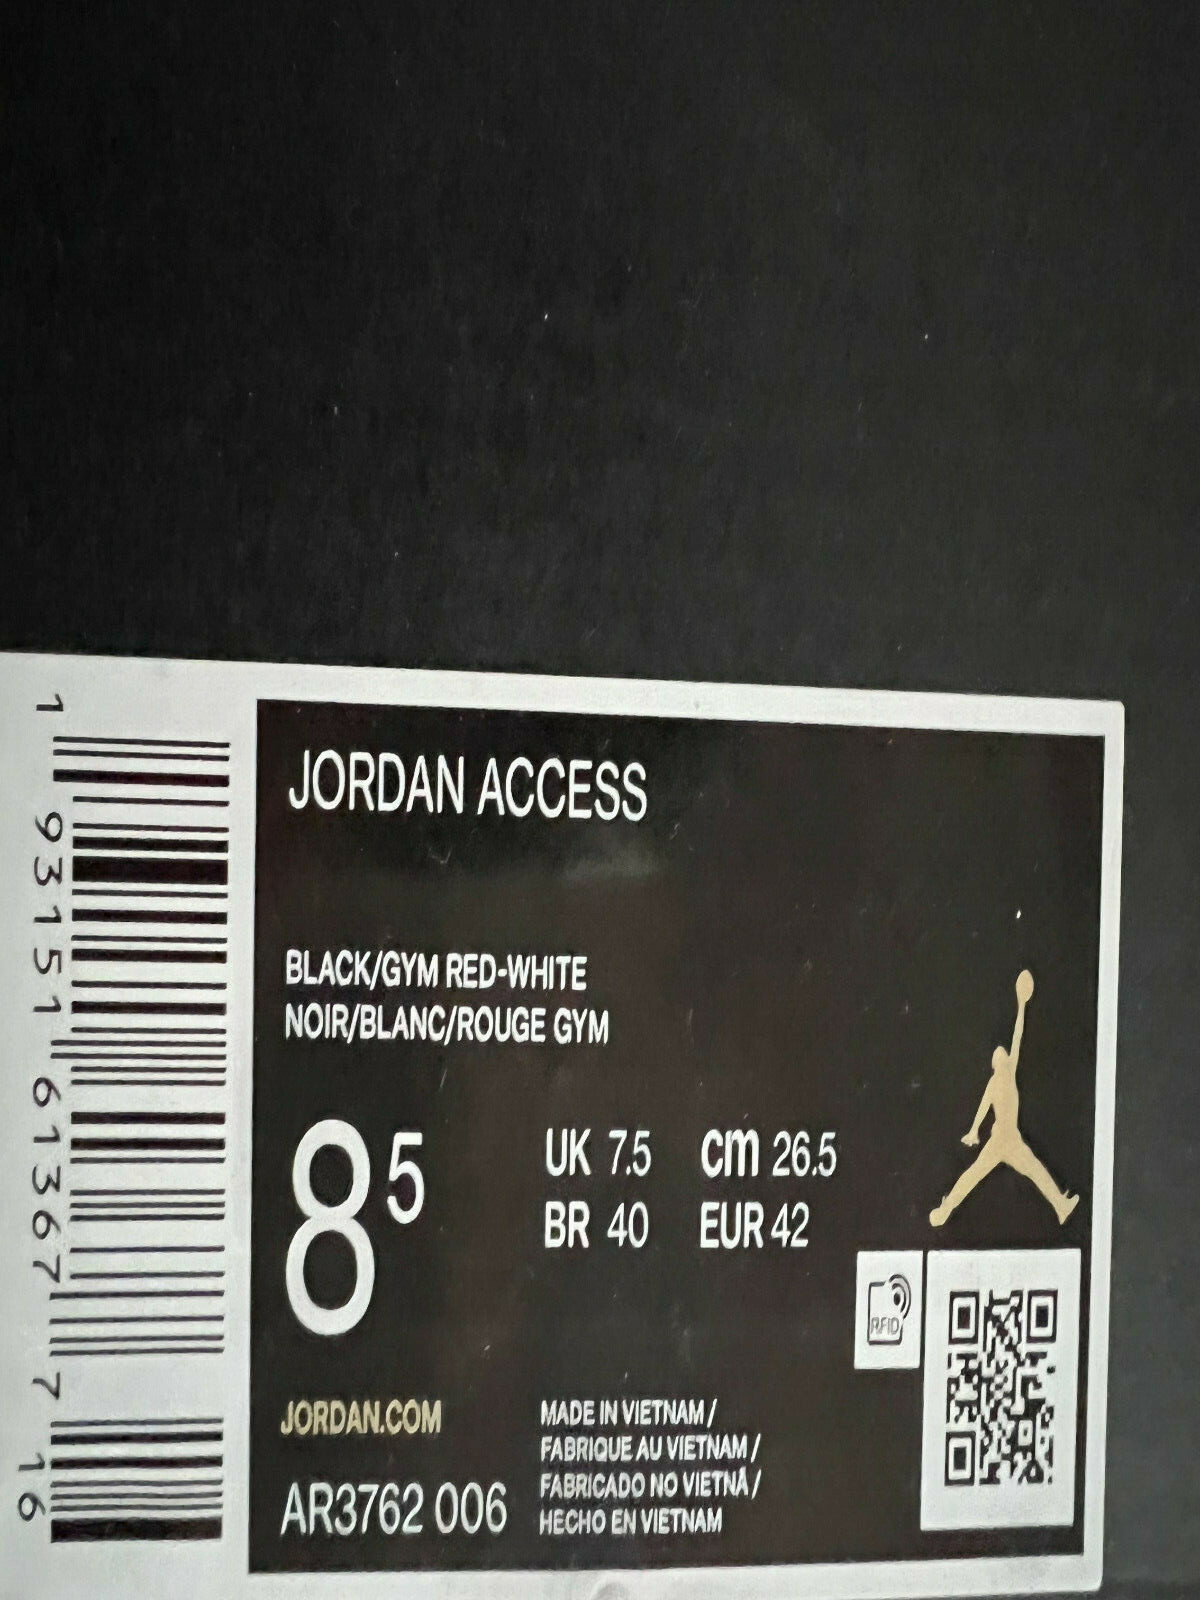 JORDAN ACCESS
BLACK/GYM RED-WHITE
NOIR/BLANC/ROUGE GYM
8 5
UK 7.5 cm 26.5
BR 40 EUR 42
RFID
JORDAN.COM
AR3762 006
MADE IN VIETNAM /
FABRIQUE AU VIETNAM /
FABRICADO NO VIETNÃ /
HECHO EN VIETNAM
1 93151 61367 7 16